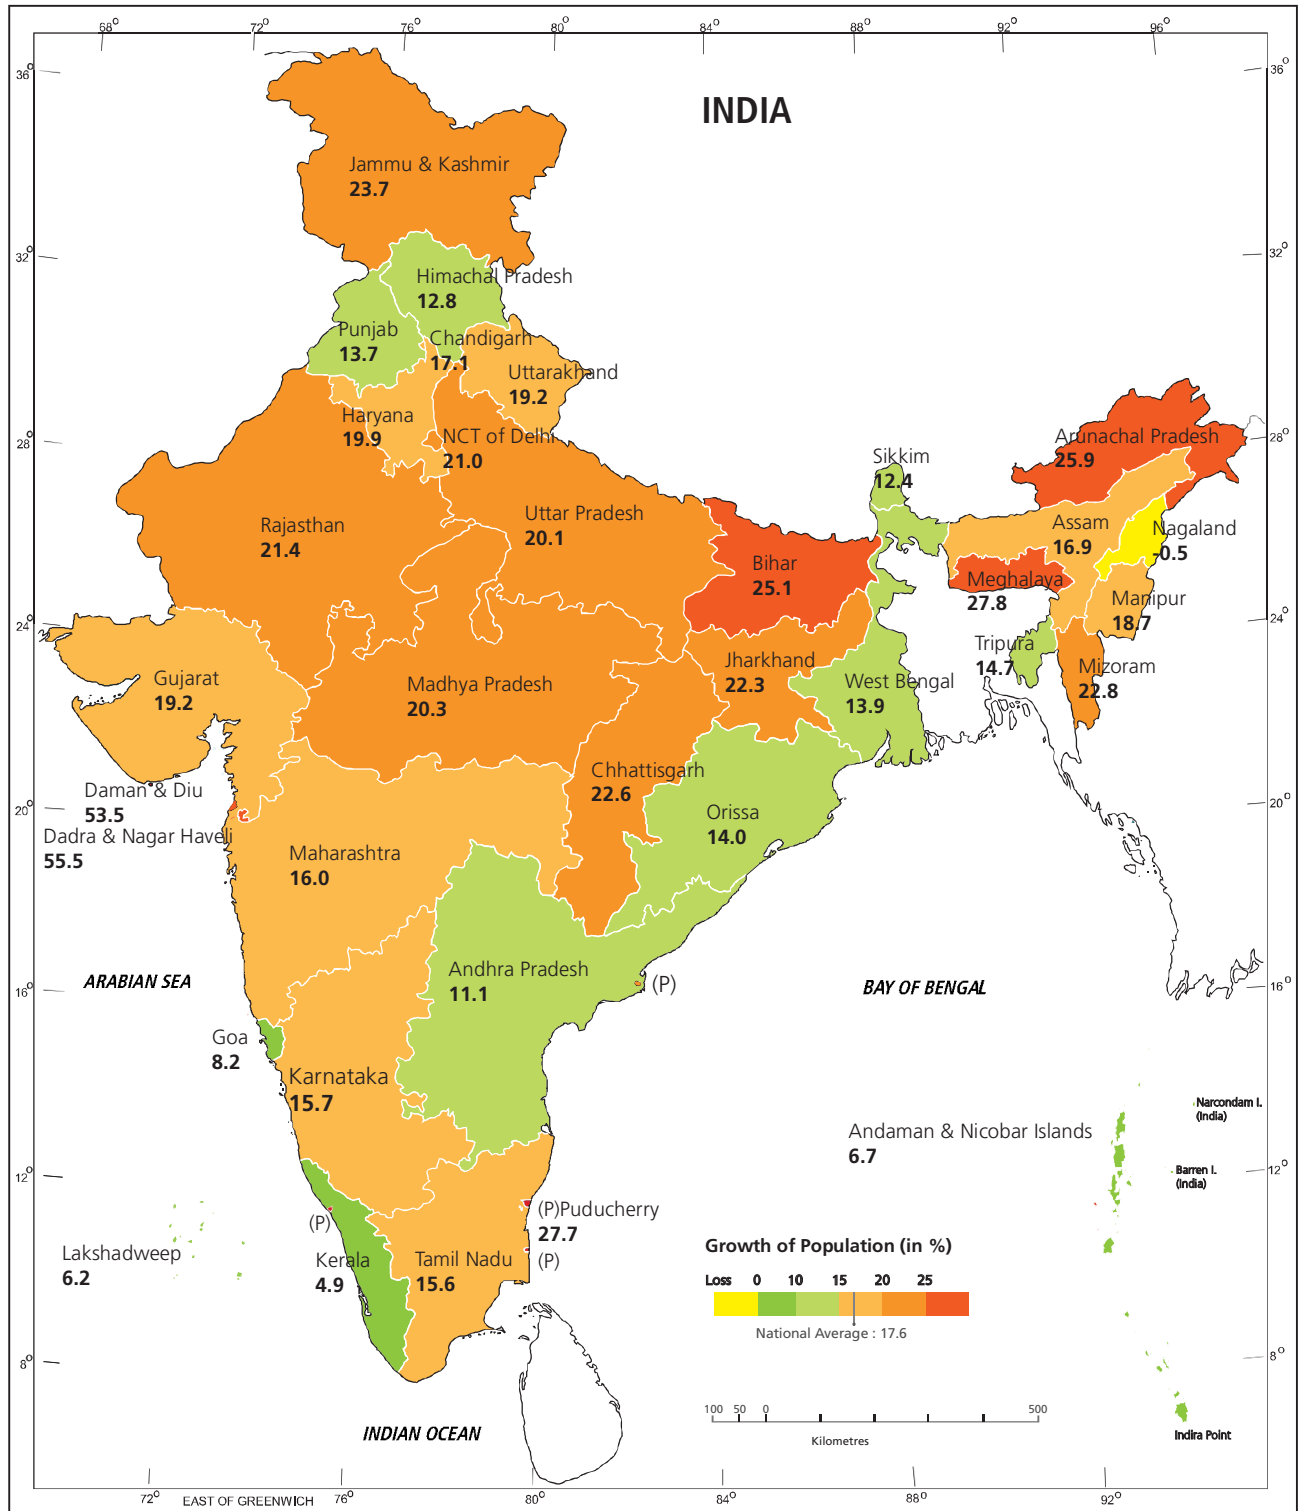 68°
72°
76°
80°
84°
88°
92°
96°
36°
36°
INDIA
Jammu & Kashmir
23.7
32°
32°
Himachal Pradesh
12.8
Punjab
13.7
Chandigarh
17.1
Uttarakhand
19.2
Haryana
19.9
NCT of Delhi
21.0
28°
28°
Arunachal Pradesh
25.9
Sikkim
12.4
Rajasthan
21.4
Uttar Pradesh
20.1
Assam
16.9
Nagaland
-0.5
Bihar
25.1
Meghalaya
27.8
Manipur
18.7
24°
24°
Tripura
14.7
Mizoram
22.8
Jharkhand
22.3
West Bengal
13.9
Gujarat
19.2
Madhya Pradesh
20.3
Chhattisgarh
22.6
Daman & Diu
53.5
20°
20°
Orissa
14.0
Dadra & Nagar Haveli
55.5
Maharashtra
16.0
Andhra Pradesh
11.1
ARABIAN SEA
(P)
BAY OF BENGAL
16°
16°
Goa
8.2
Karnataka
15.7
Narcondam I.
(India)
Andaman & Nicobar Islands
6.7
Barren I.
(India)
12°
12°
(P)
(P)Puducherry
27.7
(P)
Lakshadweep
6.2
Kerala
4.9
Tamil Nadu
15.6
Growth of Population (in %)
Loss 0 10 15 20 25
National Average : 17.6
8°
8°
100 50 0 500
Kilometres
INDIAN OCEAN
Indira Point
72°
EAST OF GREENWICH
76°
80°
84°
88°
92°